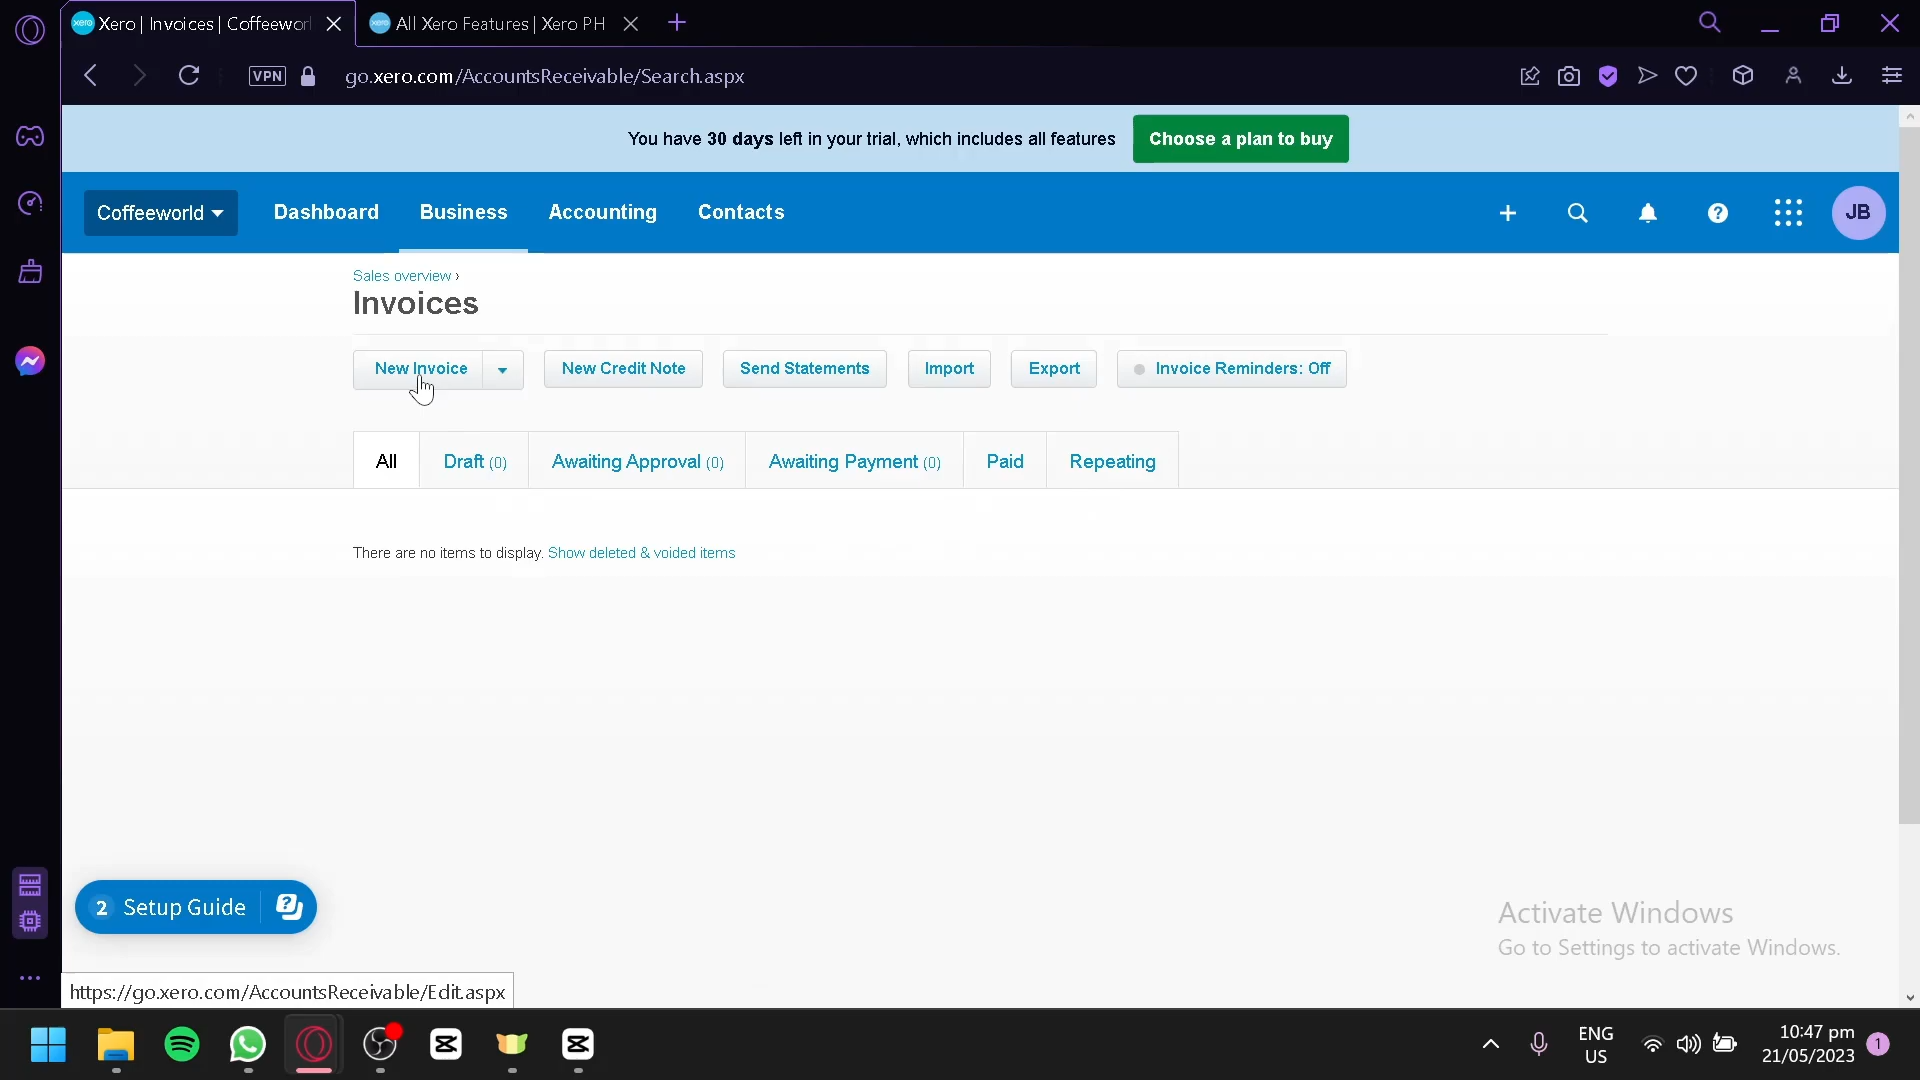 xero Xero | Invoices | Coffeewor
xero All Xero Features | Xero PH
VPN go.xero.com/AccountsReceivable/Search.aspx
You have 30 days left in your trial, which includes all features Choose a plan to buy
Coffeeworld Dashboard Business Accounting Contacts JB
Sales overview ›
Invoices
New Invoice New Credit Note Send Statements Import Export Invoice Reminders: Off
All Draft (0) Awaiting Approval (0) Awaiting Payment (0) Paid Repeating
There are no items to display. Show deleted & voided items
2 Setup Guide
Activate Windows
Go to Settings to activate Windows.
https://go.xero.com/AccountsReceivable/Edit.aspx
ENG
US
10:47 pm
21/05/2023
1